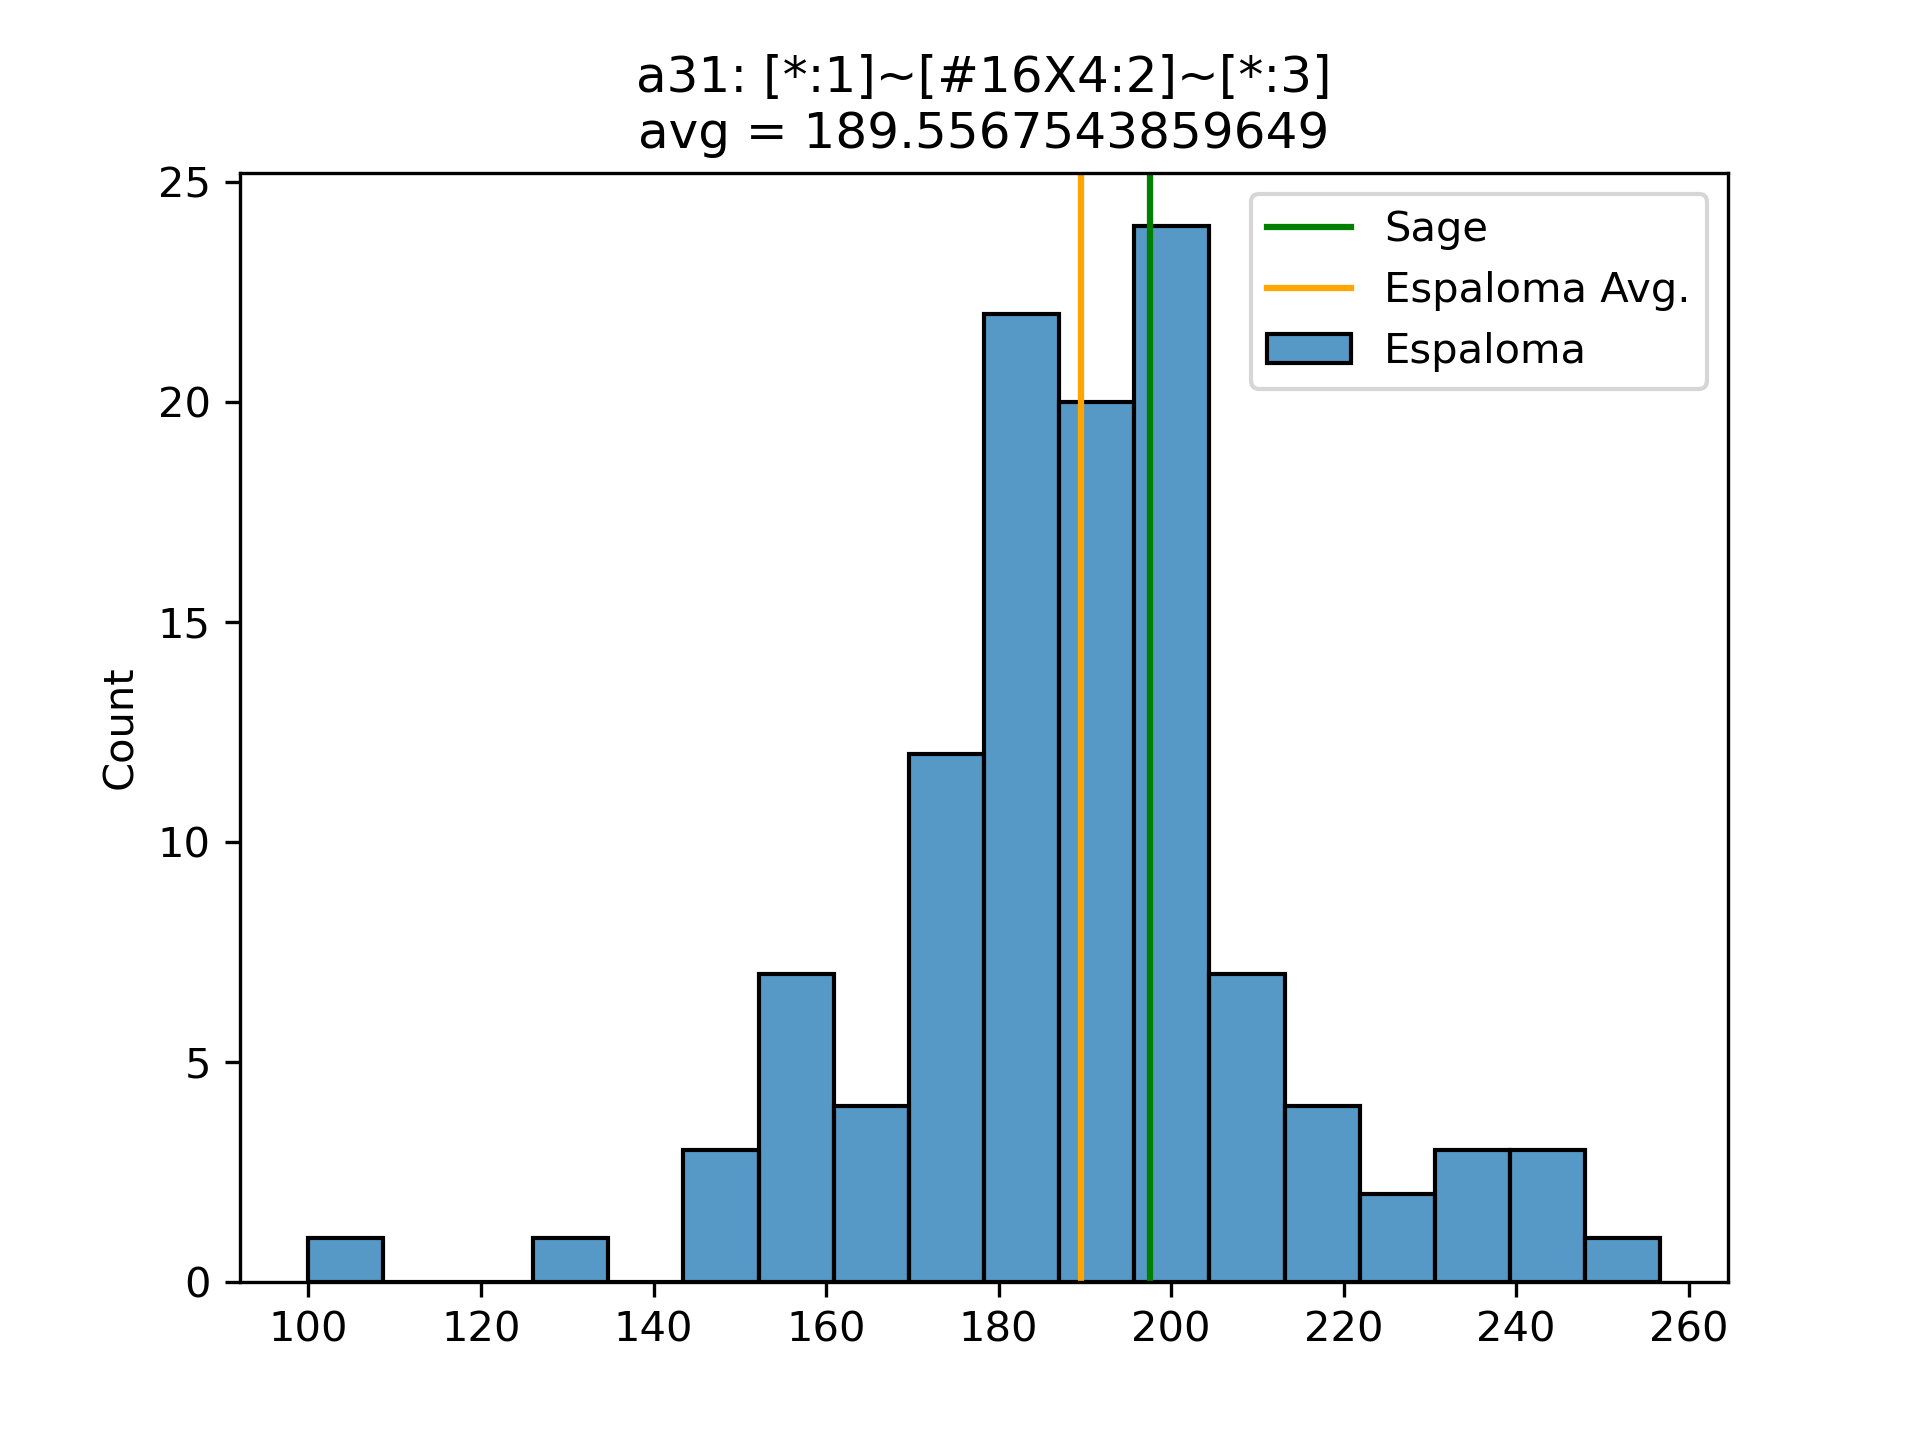 a31: [*:1]~[#16X4:2]~[*:3]
avg = 189.5567543859649
Sage
Espaloma Avg.
Espaloma
Count
25
20
15
10
5
0
100 120 140 160 180 200 220 240 260